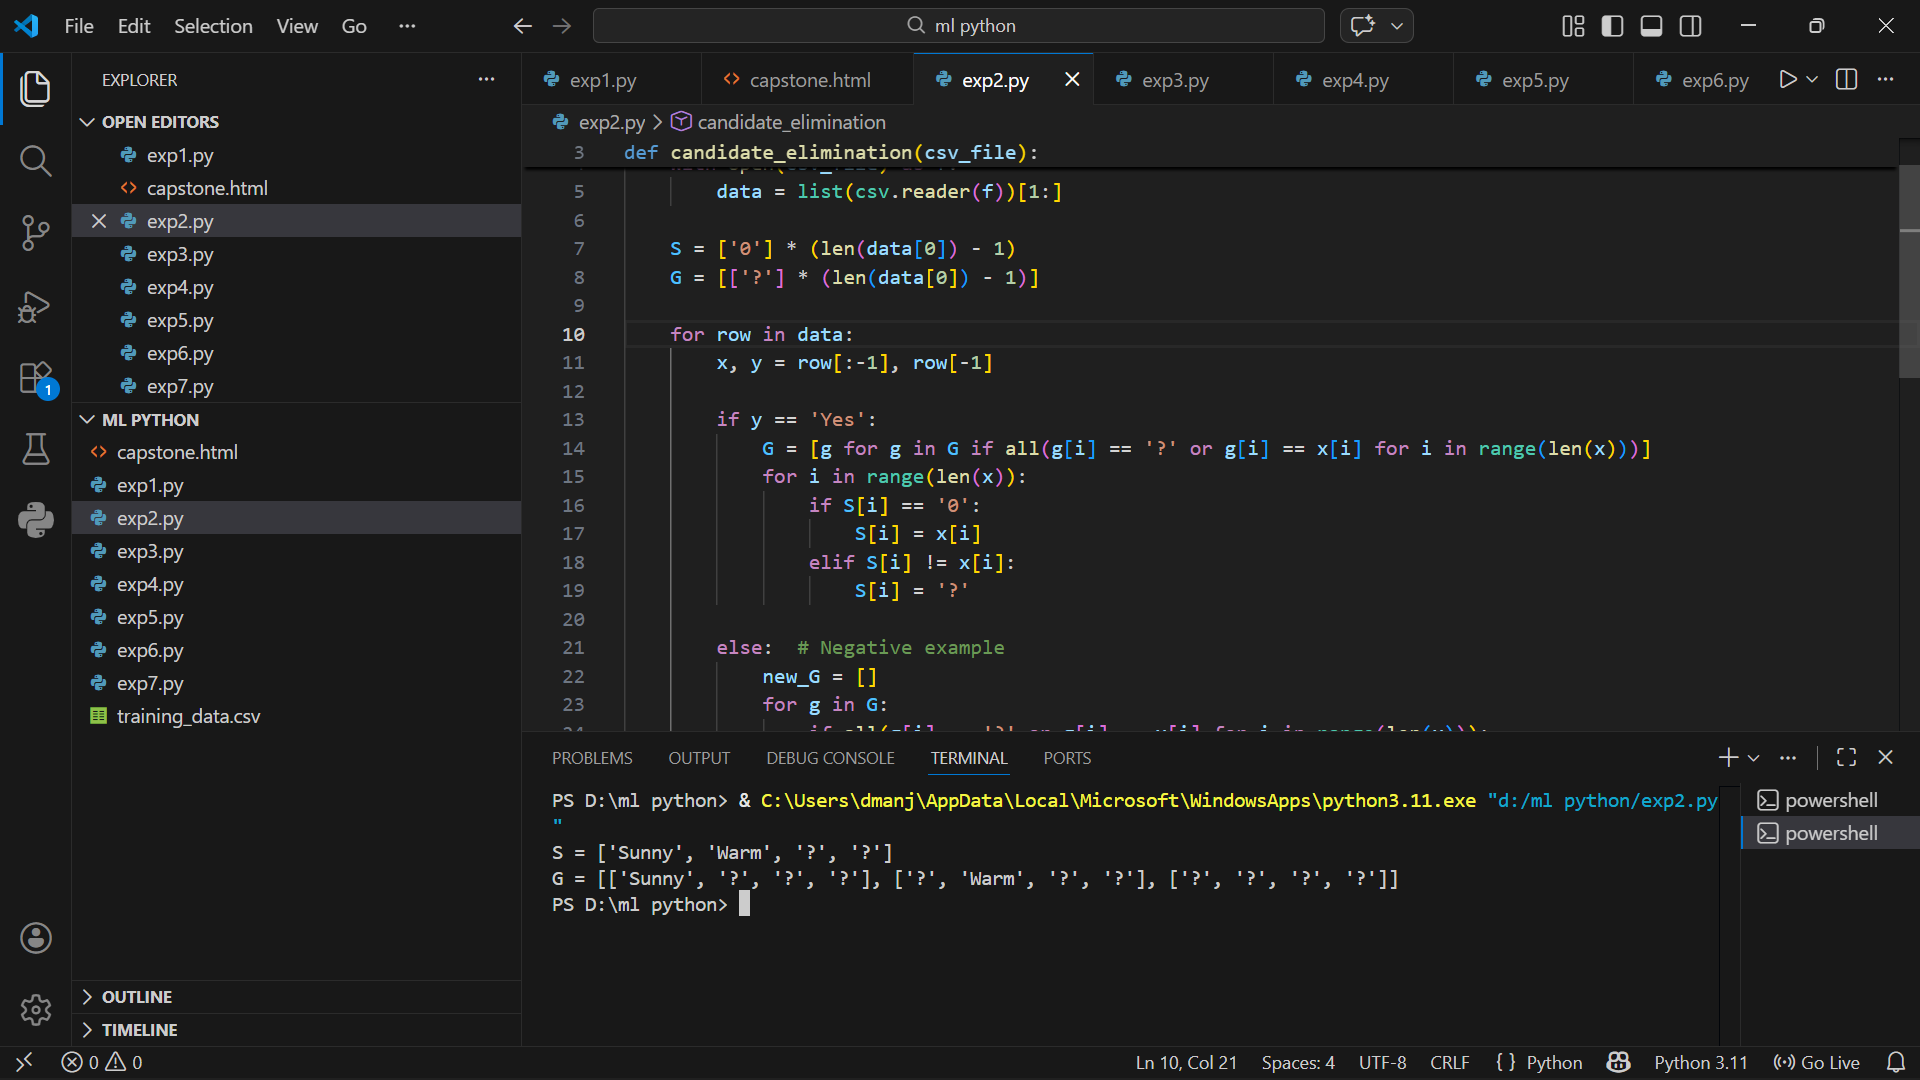 File Edit Selection View Go
ml python
EXPLORER
OPEN EDITORS
exp1.py
capstone.html
exp2.py
exp3.py
exp4.py
exp5.py
exp6.py
exp7.py
ML PYTHON
capstone.html
exp1.py
exp2.py
exp3.py
exp4.py
exp5.py
exp6.py
exp7.py
training_data.csv
OUTLINE
TIMELINE
1
exp1.py capstone.html exp2.py exp3.py exp4.py exp5.py exp6.py
exp2.py > candidate_elimination
3 def candidate_elimination(csv_file):
5 data = list(csv.reader(f))[1:]
6
7 S = ['0'] * (len(data[0]) - 1)
8 G = [['?'] * (len(data[0]) - 1)]
9
10 for row in data:
11 x, y = row[:-1], row[-1]
12
13 if y == 'Yes':
14 G = [g for g in G if all(g[i] == '?' or g[i] == x[i] for i in range(len(x)))]
15 for i in range(len(x)):
16 if S[i] == '0':
17 S[i] = x[i]
18 elif S[i] != x[i]:
19 S[i] = '?'
20
21 else: # Negative example
22 new_G = []
23 for g in G:
PROBLEMS OUTPUT DEBUG CONSOLE TERMINAL PORTS
PS D:\ml python> & C:\Users\dmanj\AppData\Local\Microsoft\WindowsApps\python3.11.exe "d:/ml python/exp2.py
"
S = ['Sunny', 'Warm', '?', '?']
G = [['Sunny', '?', '?', '?'], ['?', 'Warm', '?', '?'], ['?', '?', '?', '?']]
PS D:\ml python>
powershell
powershell
0 0
Ln 10, Col 21 Spaces: 4 UTF-8 CRLF { } Python Python 3.11 Go Live